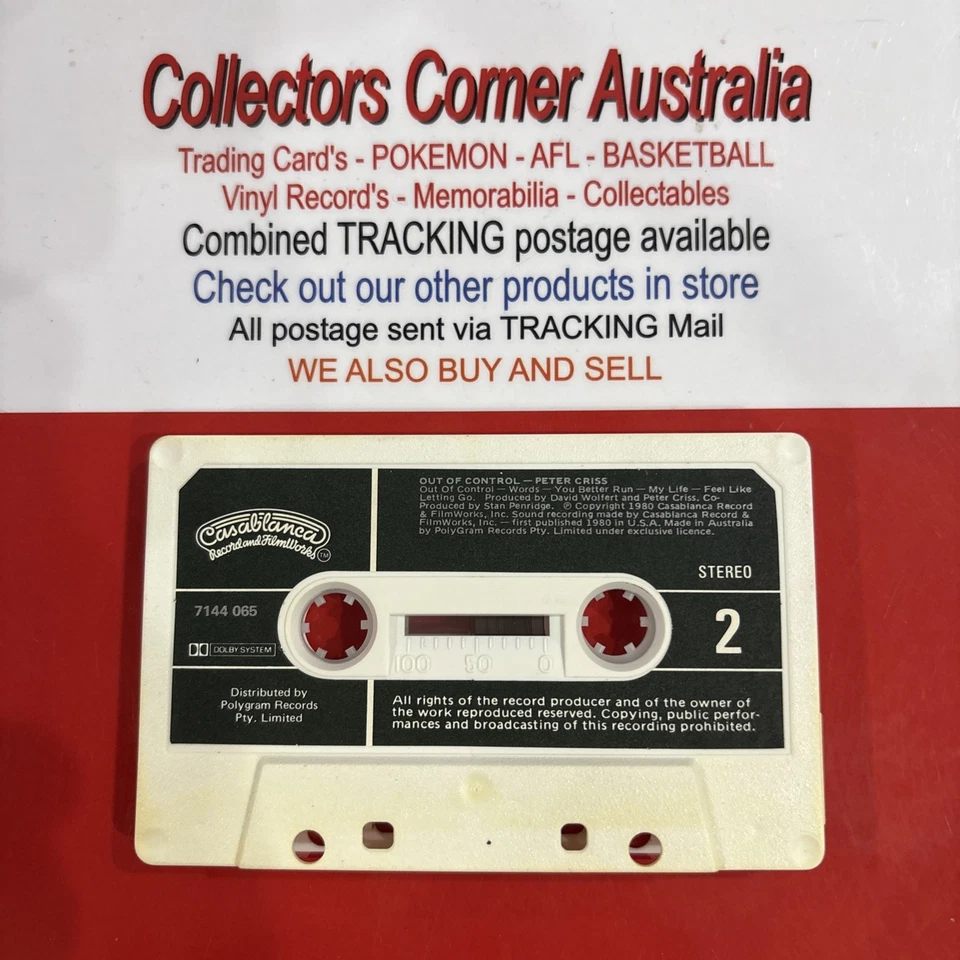 Collectors Corner Australia
Trading Card's - POKEMON - AFL - BASKETBALL
Vinyl Record's - Memorabilia - Collectables
Combined TRACKING postage available
Check out our other products in store
All postage sent via TRACKING Mail
WE ALSO BUY AND SELL
OUT OF CONTROL — PETER CRISS
Out Of Control — Words — You Better Run — My Life — Feel Like
Letting Go. Produced by David Wolfert and Peter Criss. Co-
Produced by Stan Penridge. ℗ Copyright 1980 Casablanca Record
& FilmWorks, Inc. Sound recording made by Casablanca Record &
FilmWorks, Inc. — first published 1980 in U.S.A. Made in Australia
by PolyGram Records Pty. Limited under exclusive licence.
Casablanca
Record and FilmWorks TM
STEREO
7144 065
2
DOLBY SYSTEM
100 50 0
Distributed by
Polygram Records
Pty. Limited
All rights of the record producer and of the owner of
the work reproduced reserved. Copying, public perfor-
mances and broadcasting of this recording prohibited.